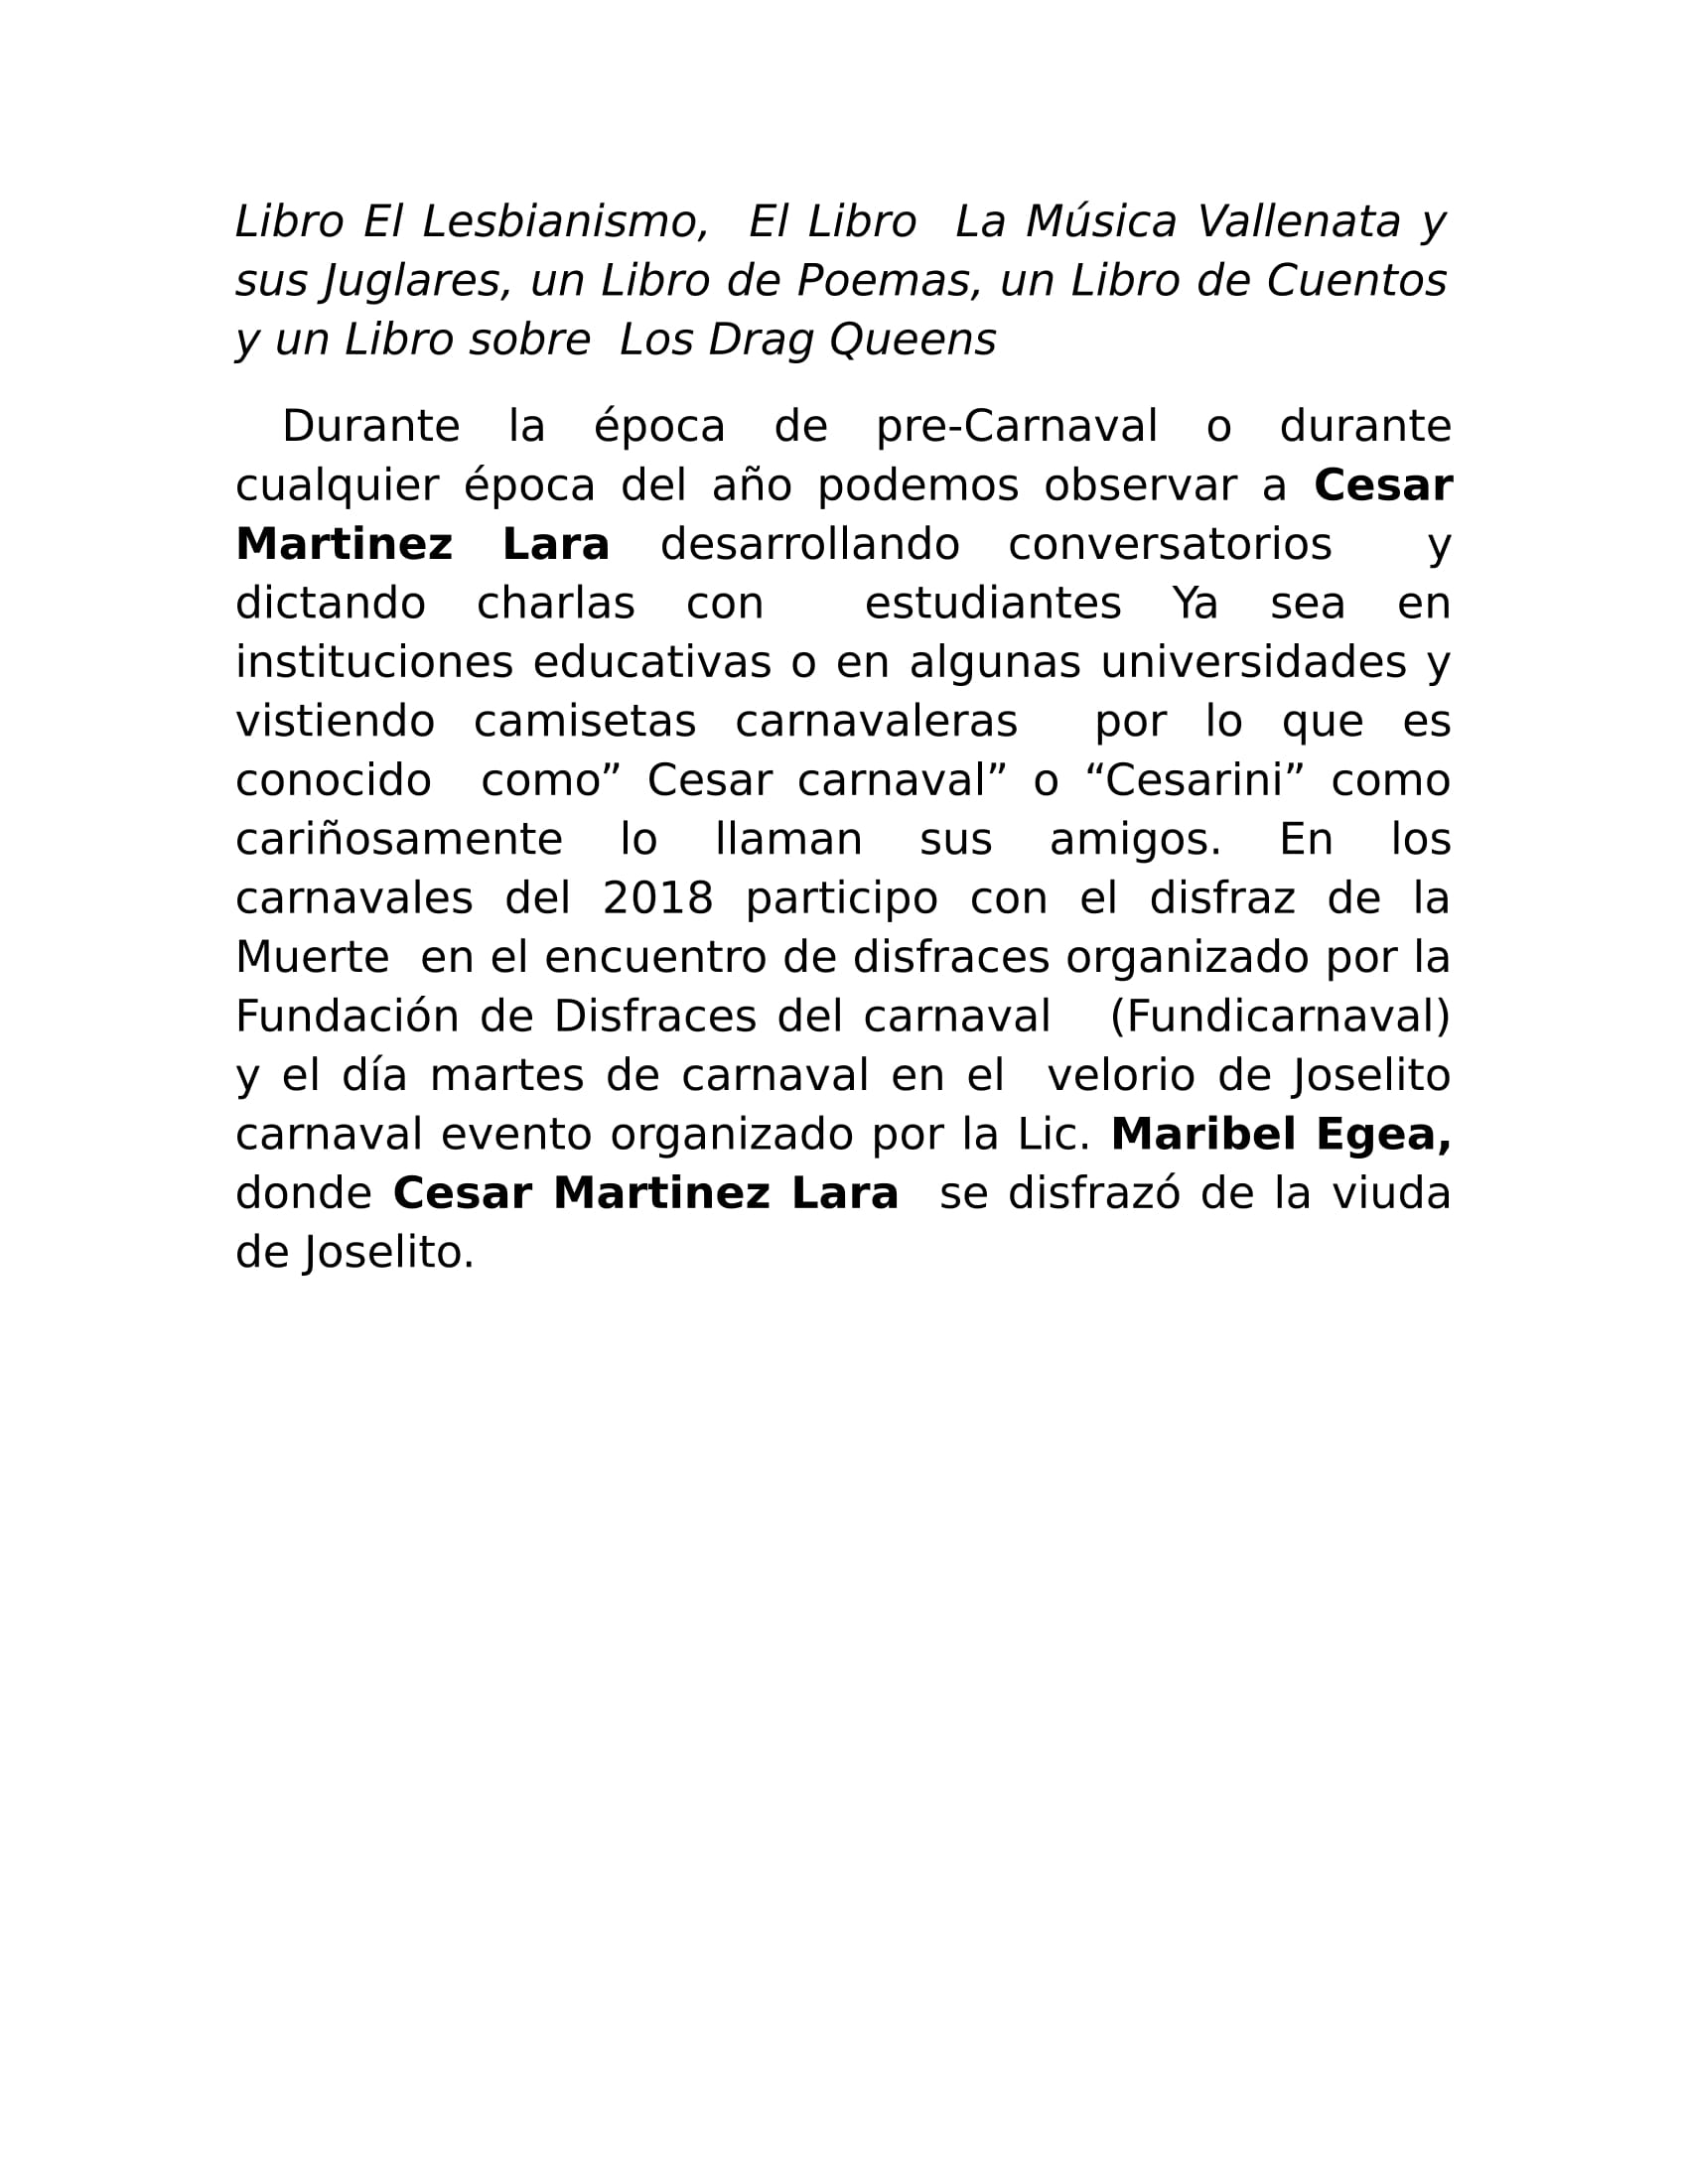 Libro El Lesbianismo, El Libro La Música Vallenata y
sus Juglares, un Libro de Poemas, un Libro de Cuentos
y un Libro sobre Los Drag Queens
Durante la época de pre-Carnaval o durante
cualquier época del año podemos observar a Cesar
Martinez Lara desarrollando conversatorios y
dictando charlas con estudiantes Ya sea en
instituciones educativas o en algunas universidades y
vistiendo camisetas carnavaleras por lo que es
conocido como” Cesar carnaval” o “Cesarini” como
cariñosamente lo llaman sus amigos. En los
carnavales del 2018 participo con el disfraz de la
Muerte en el encuentro de disfraces organizado por la
Fundación de Disfraces del carnaval (Fundicarnaval)
y el día martes de carnaval en el velorio de Joselito
carnaval evento organizado por la Lic. Maribel Egea,
donde Cesar Martinez Lara se disfrazó de la viuda
de Joselito.